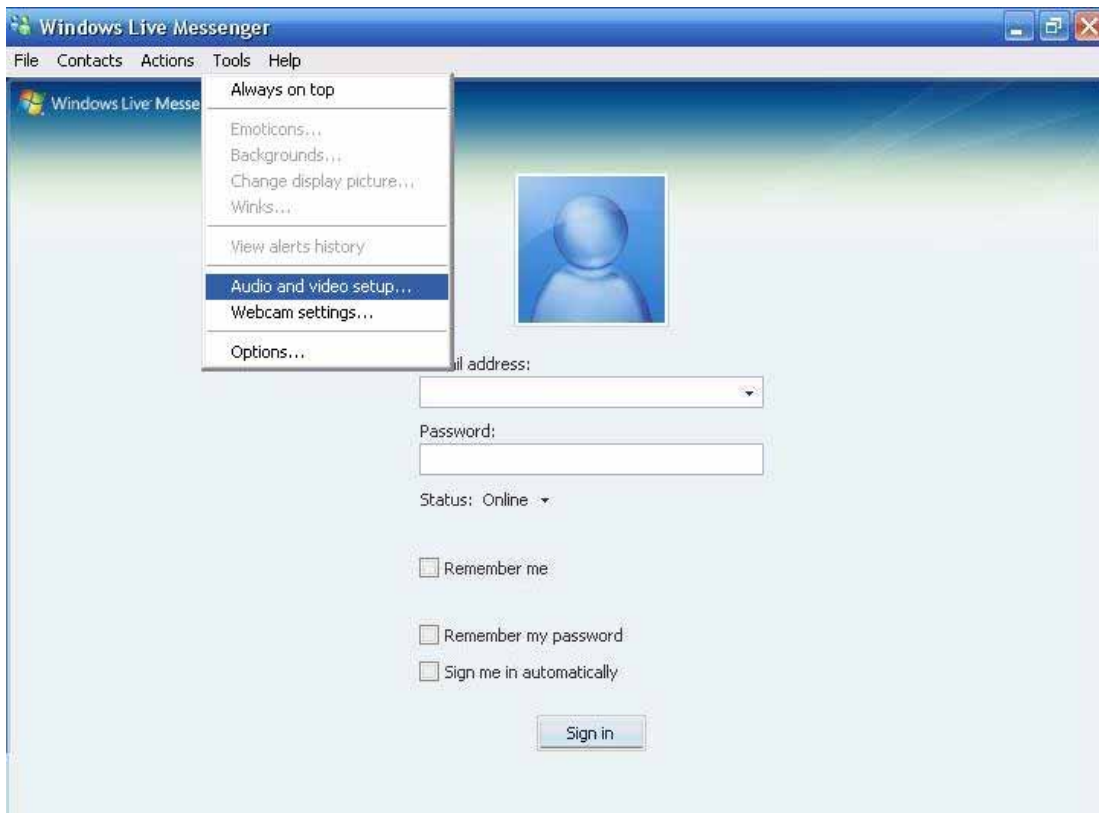 Windows Live Messenger
File Contacts Actions Tools Help
Windows Live Messe
Always on top
Emoticons...
Backgrounds...
Change display picture...
Winks...
View alerts history
Audio and video setup...
Webcam settings...
Options...
il address:
Password:
Status: Online
Remember me
Remember my password
Sign me in automatically
Sign in